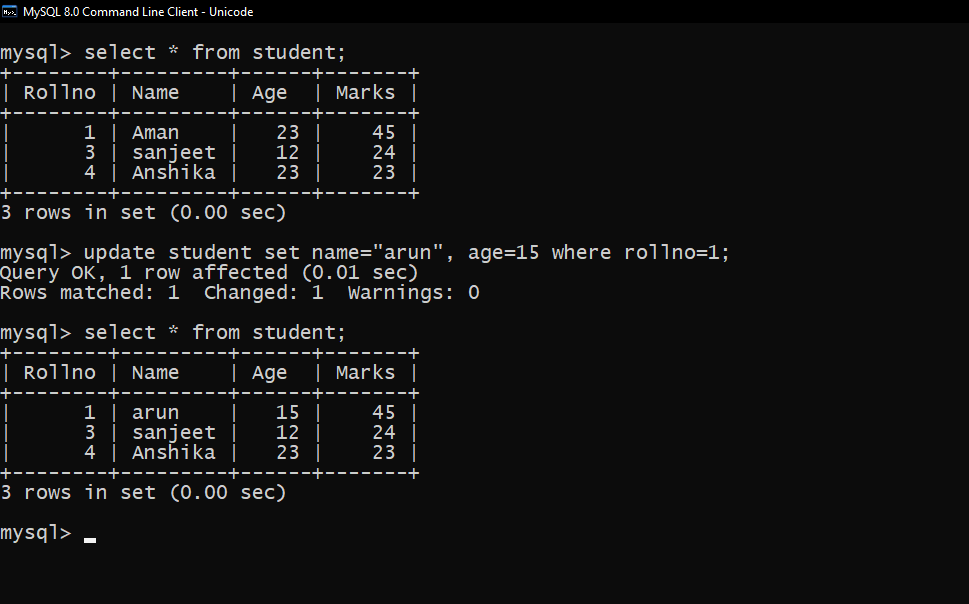 MySQL 8.0 Command Line Client - Unicode
mysql> select * from student;
+--------+---------+------+-------+
| Rollno | Name    | Age  | Marks |
+--------+---------+------+-------+
|      1 | Aman    |   23 |    45 |
|      3 | sanjeet |   12 |    24 |
|      4 | Anshika |   23 |    23 |
+--------+---------+------+-------+
3 rows in set (0.00 sec)
mysql> update student set name="arun", age=15 where rollno=1;
Query OK, 1 row affected (0.01 sec)
Rows matched: 1  Changed: 1  Warnings: 0
mysql> select * from student;
+--------+---------+------+-------+
| Rollno | Name    | Age  | Marks |
+--------+---------+------+-------+
|      1 | arun    |   15 |    45 |
|      3 | sanjeet |   12 |    24 |
|      4 | Anshika |   23 |    23 |
+--------+---------+------+-------+
3 rows in set (0.00 sec)
mysql>